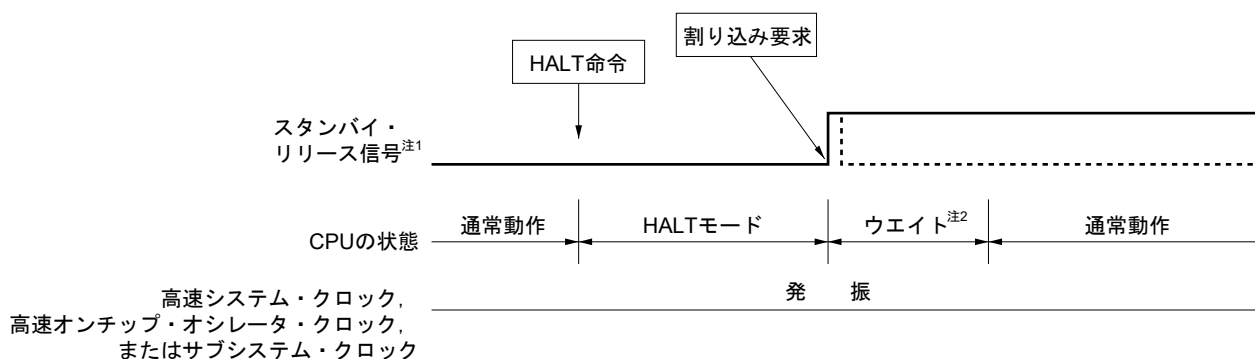 割り込み要求
HALT命令
スタンバイ・
リリース信号注1
通常動作
HALTモード
ウエイト注2
通常動作
CPUの状態
発 振
高速システム・クロック,
高速オンチップ・オシレータ・クロック,
またはサブシステム・クロック